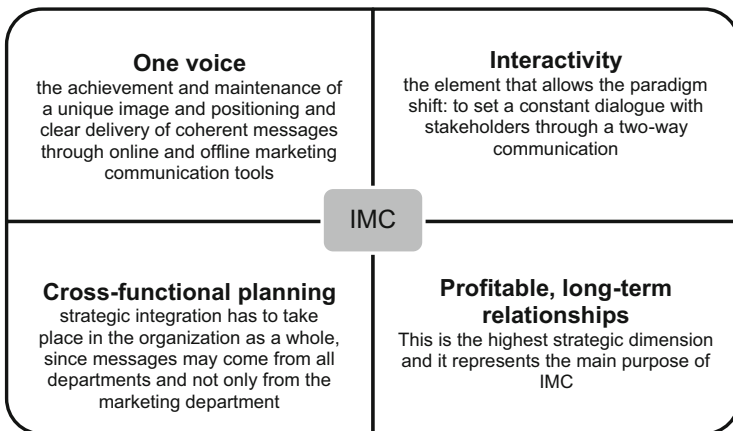 One voice
the achievement and maintenance of
a unique image and positioning and
clear delivery of coherent messages
through online and offline marketing
communication tools
Interactivity
the element that allows the paradigm
shift: to set a constant dialogue with
stakeholders through a two-way
communication
IMC
Cross-functional planning
strategic integration has to take
place in the organization as a whole,
since messages may come from all
departments and not only from the
marketing department
Profitable, long-term
relationships
This is the highest strategic dimension
and it represents the main purpose of
IMC